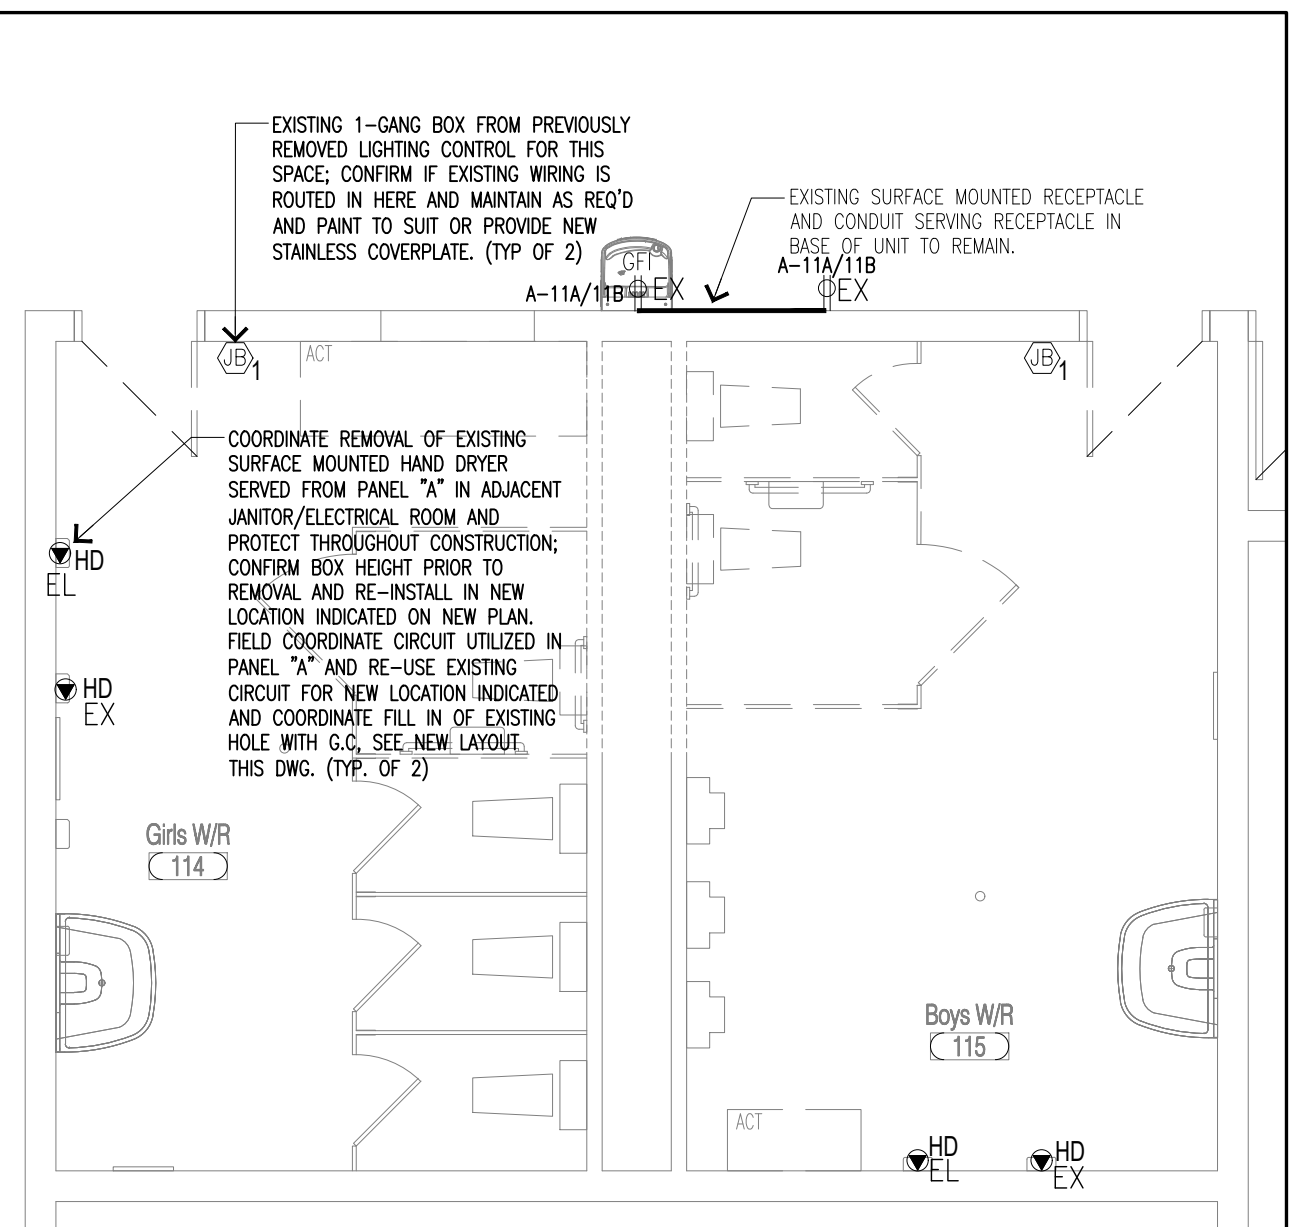 EXISTING 1-GANG BOX FROM PREVIOUSLY
REMOVED LIGHTING CONTROL FOR THIS
SPACE; CONFIRM IF EXISTING WIRING IS
ROUTED IN HERE AND MAINTAIN AS REQ'D
AND PAINT TO SUIT OR PROVIDE NEW
STAINLESS COVERPLATE. (TYP OF 2)
EXISTING SURFACE MOUNTED RECEPTACLE
AND CONDUIT SERVING RECEPTACLE IN
BASE OF UNIT TO REMAIN.
GFI
A-11A/11B
EX
A-11A/11B
EX
JB
1
ACT
JB
1
COORDINATE REMOVAL OF EXISTING
SURFACE MOUNTED HAND DRYER
SERVED FROM PANEL "A" IN ADJACENT
JANITOR/ELECTRICAL ROOM AND
PROTECT THROUGHOUT CONSTRUCTION;
CONFIRM BOX HEIGHT PRIOR TO
REMOVAL AND RE-INSTALL IN NEW
LOCATION INDICATED ON NEW PLAN.
FIELD COORDINATE CIRCUIT UTILIZED IN
PANEL "A" AND RE-USE EXISTING
CIRCUIT FOR NEW LOCATION INDICATED
AND COORDINATE FILL IN OF EXISTING
HOLE WITH G.C, SEE NEW LAYOUT
THIS DWG. (TYP. OF 2)
HD
EL
HD
EX
Girls W/R
114
Boys W/R
115
ACT
HD
EL
HD
EX